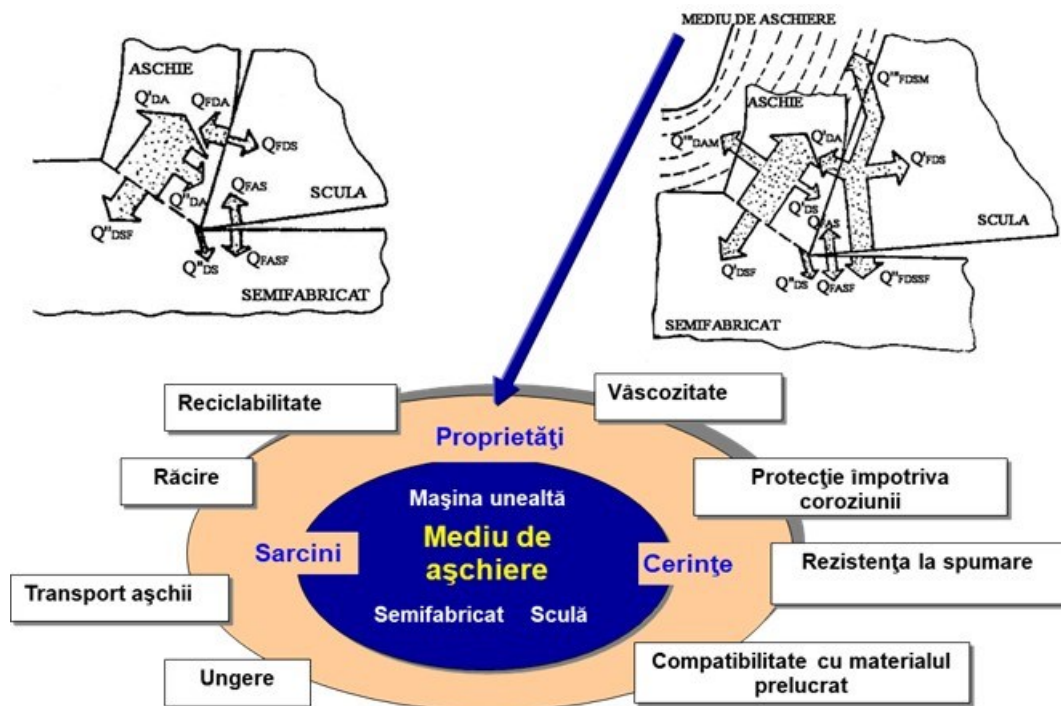 AŞCHIE
Q'DA
QFDA
QFDS
QFAS
SCULA
Q"DA
Q"DSF
Q"DS
QFASF
SEMIFABRICAT
MEDIU DE AŞCHIERE
Q'''FDSM
AŞCHIE
Q'''DAM
Q'DA
Q'FDS
Q'DS
QFAS
SCULA
Q'DSF
Q"DS
QFASF
Q"FDSSF
SEMIFABRICAT
Reciclabilitate
Vâscozitate
Proprietăţi
Răcire
Protecţie împotriva
coroziunii
Maşina unealtă
Mediu de
aşchiere
Sarcini
Cerinţe
Rezistenţa la spumare
Transport aşchii
Semifabricat Sculă
Ungere
Compatibilitate cu materialul
prelucrat